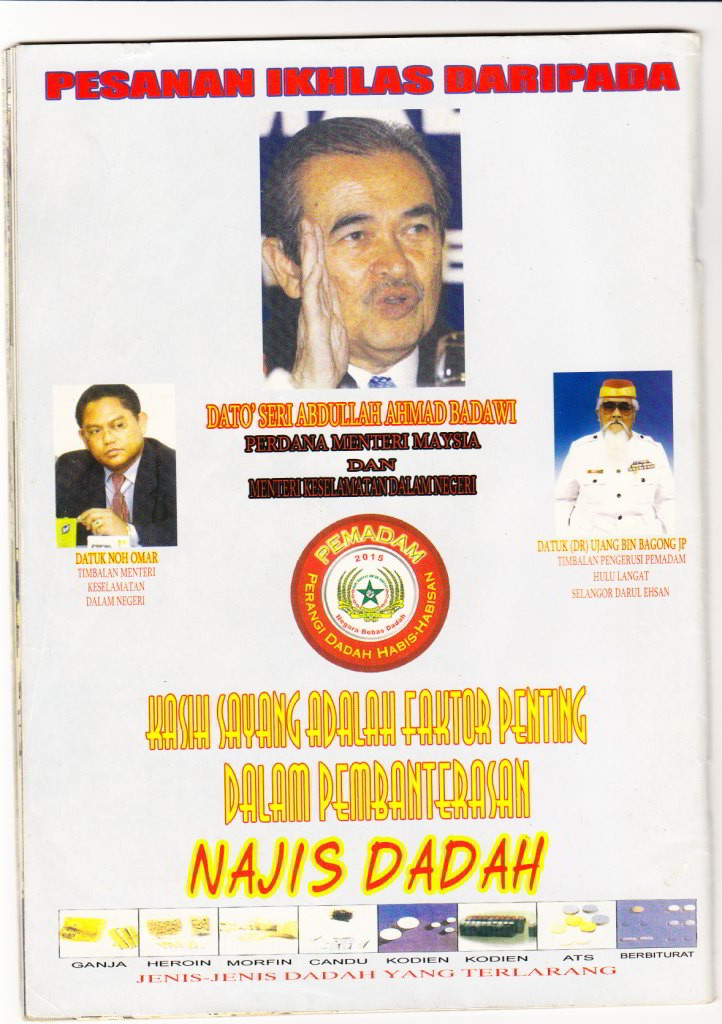 PESANAN IKHLAS DARIPADA
DATO' SERI ABDULLAH AHMAD BADAWI
PERDANA MENTERI MAYSIA
DAN
MENTERI KESELAMATAN DALAM NEGERI
DATUK NOH OMAR
TIMBALAN MENTERI
KESELAMATAN
DALAM NEGERI
DATUK (DR) UJANG BIN BAGONG JP
TIMBALAN PENGERUSI PEMADAM
HULU LANGAT
SELANGOR DARUL EHSAN
PEMADAM
2015
Negara Bebas Dadah
PERANGI DADAH HABIS-HABISAN
KASIH SAYANG ADALAH FAKTOR PENTING
DALAM PEMBANTERASAN
NAJIS DADAH
GANJA HEROIN MORFIN CANDU KODIEN KODIEN ATS BERBITURAT
JENIS-JENIS DADAH YANG TERLARANG